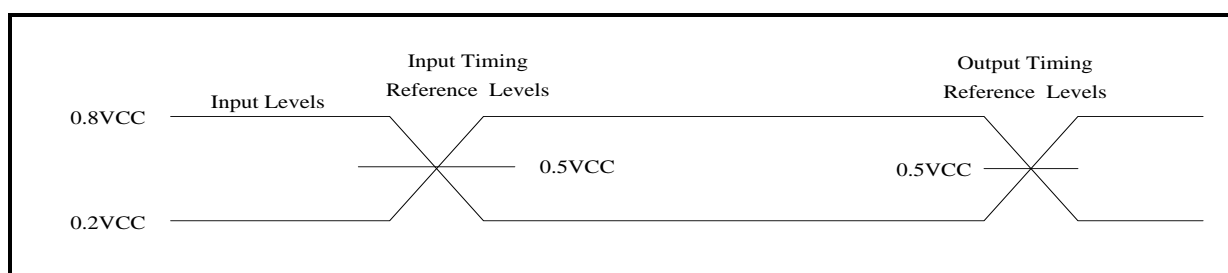 Input Timing
Reference Levels
Output Timing
Reference Levels
Input Levels
0.8VCC
0.5VCC
0.5VCC
0.2VCC